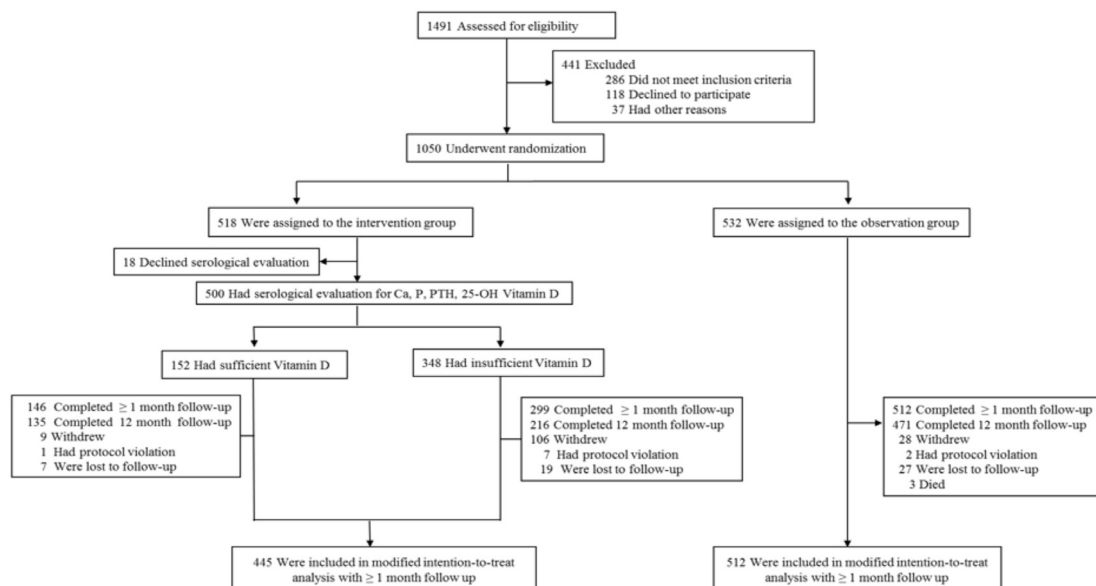 1491 Assessed for eligibility
441 Excluded
286 Did not meet inclusion criteria
118 Declined to participate
37 Had other reasons
1050 Underwent randomization
518 Were assigned to the intervention group
532 Were assigned to the observation group
18 Declined serological evaluation
500 Had serological evaluation for Ca, P, PTH, 25-OH Vitamin D
152 Had sufficient Vitamin D
348 Had insufficient Vitamin D
146 Completed ≥ 1 month follow-up
135 Completed 12 month follow-up
9 Withdrew
1 Had protocol violation
7 Were lost to follow-up
299 Completed ≥ 1 month follow-up
216 Completed 12 month follow-up
106 Withdrew
7 Had protocol violation
19 Were lost to follow-up
512 Completed ≥ 1 month follow-up
471 Completed 12 month follow-up
28 Withdrew
2 Had protocol violation
27 Were lost to follow-up
3 Died
445 Were included in modified intention-to-treat
analysis with ≥ 1 month follow up
512 Were included in modified intention-to-treat
analysis with ≥ 1 month follow up